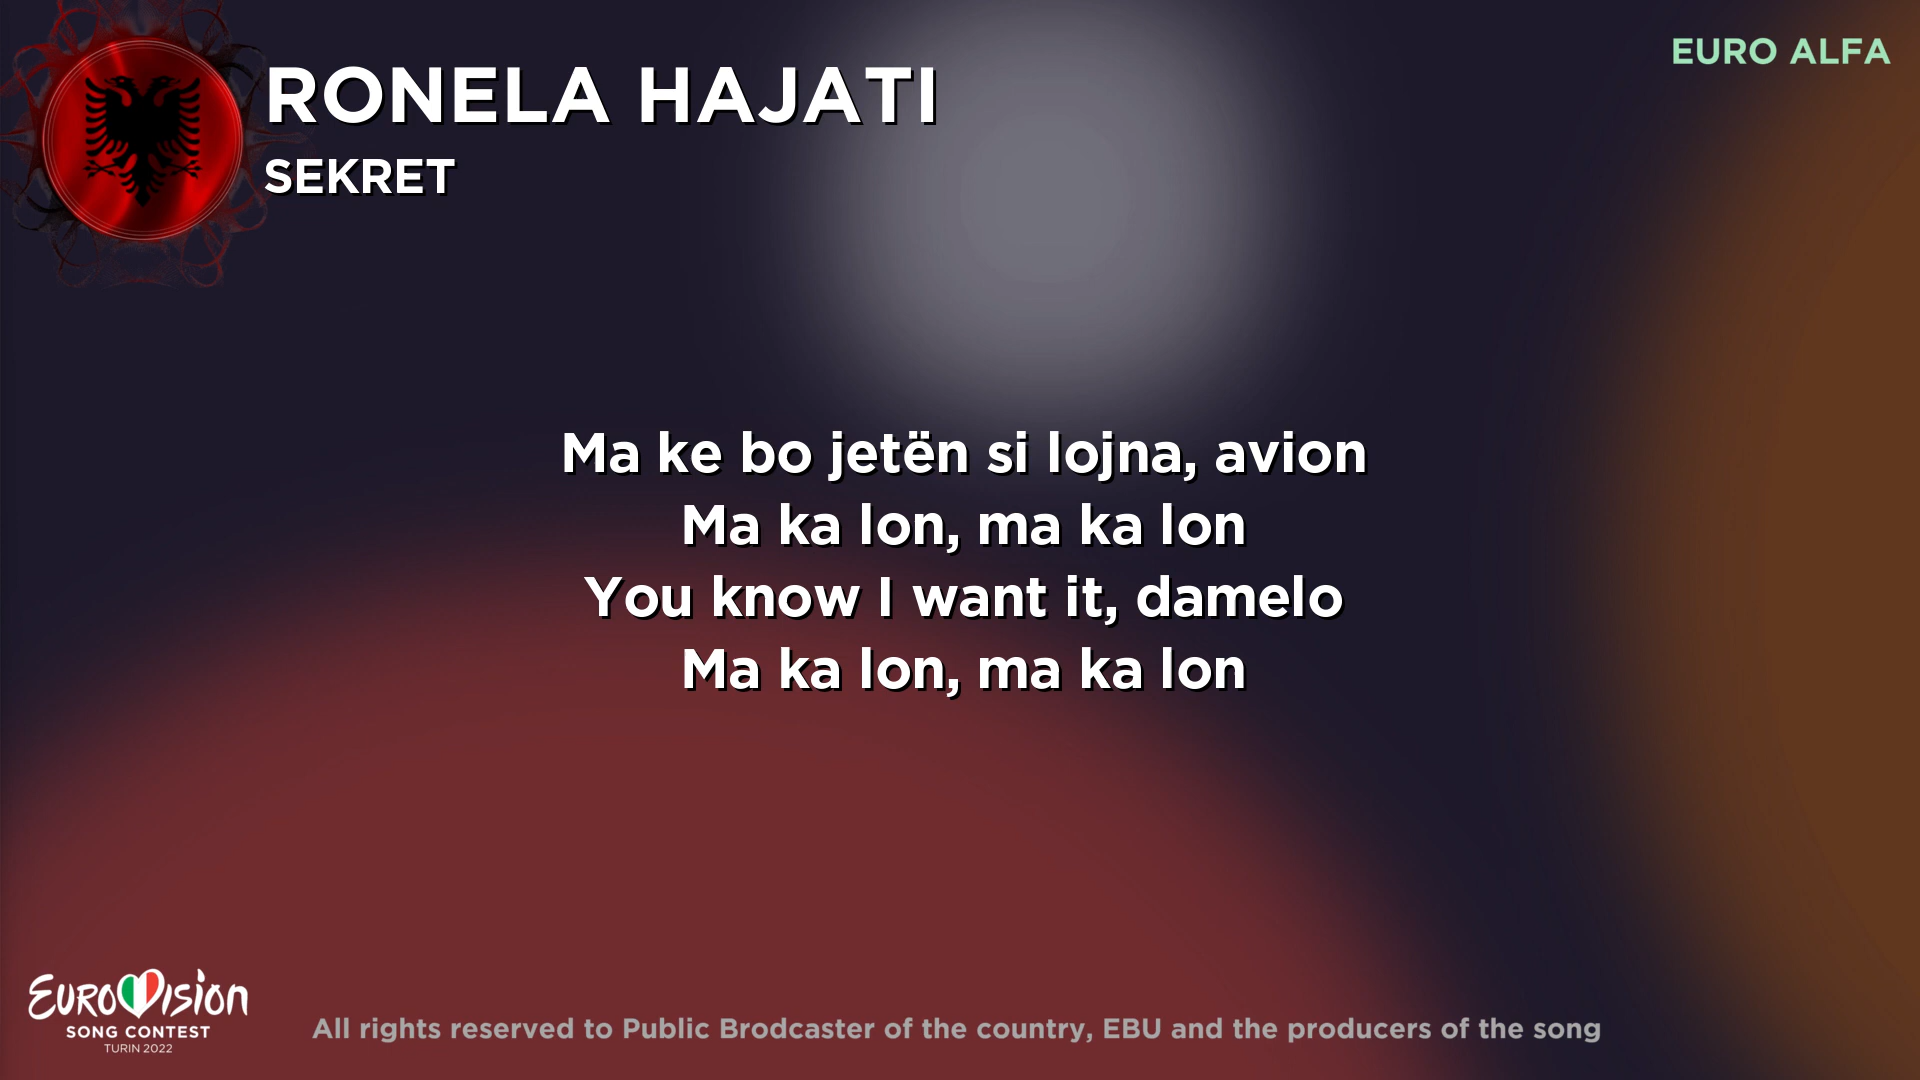 RONELA HAJATI
SEKRET
EURO ALFA
Ma ke bo jetën si lojna, avion
Ma ka lon, ma ka lon
You know I want it, damelo
Ma ka lon, ma ka lon
EUROVISION
SONG CONTEST
TURIN 2022
All rights reserved to Public Brodcaster of the country, EBU and the producers of the song